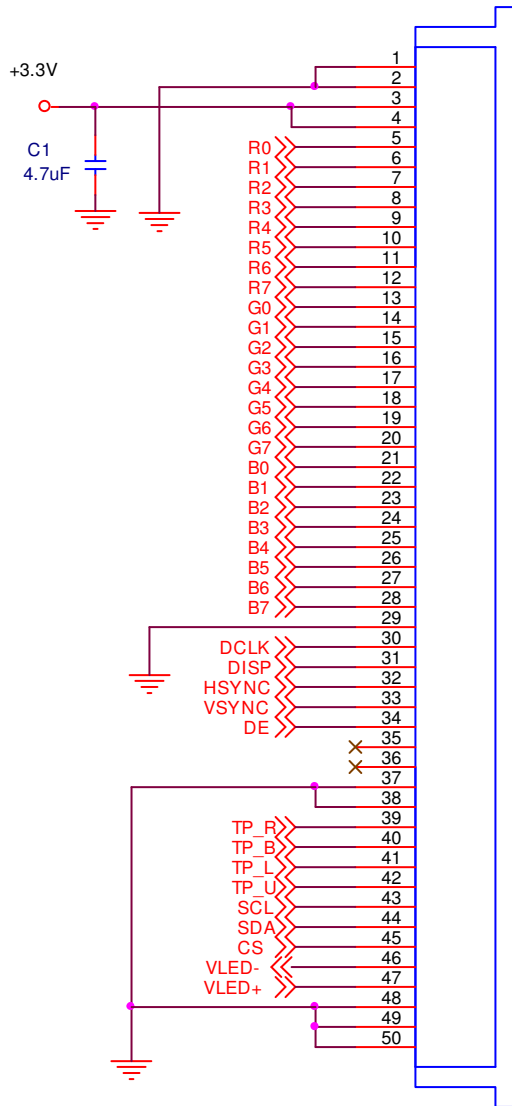 1
2
+3.3V
3
4
C1
4.7uF
R0 5
R1 6
R2 7
R3 8
R4 9
R5 10
R6 11
R7 12
G0 13
G1 14
G2 15
G3 16
G4 17
G5 18
G6 19
G7 20
B0 21
B1 22
B2 23
B3 24
B4 25
B5 26
B6 27
B7 28
29
DCLK 30
DISP 31
HSYNC 32
VSYNC 33
DE 34
35
36
37
38
TP_R 39
TP_B 40
TP_L 41
TP_U 42
SCL 43
SDA 44
CS 45
VLED- 46
VLED+ 47
48
49
50